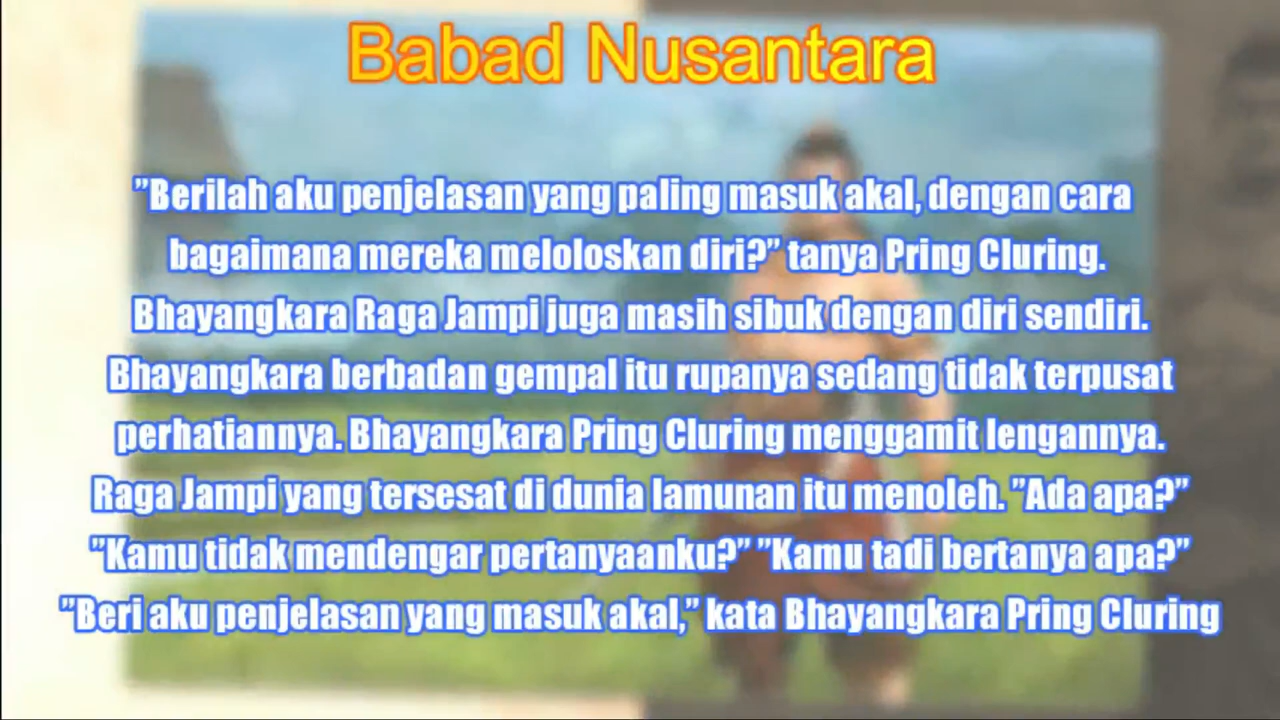 Babad Nusantara
”Berilah aku penjelasan yang paling masuk akal, dengan cara
bagaimana mereka meloloskan diri?” tanya Pring Cluring.
Bhayangkara Raga Jampi juga masih sibuk dengan diri sendiri.
Bhayangkara berbadan gempal itu rupanya sedang tidak terpusat
perhatiannya. Bhayangkara Pring Cluring menggamit lengannya.
Raga Jampi yang tersesat di dunia lamunan itu menoleh. ”Ada apa?”
”Kamu tidak mendengar pertanyaanku?” ”Kamu tadi bertanya apa?”
”Beri aku penjelasan yang masuk akal,” kata Bhayangkara Pring Cluring